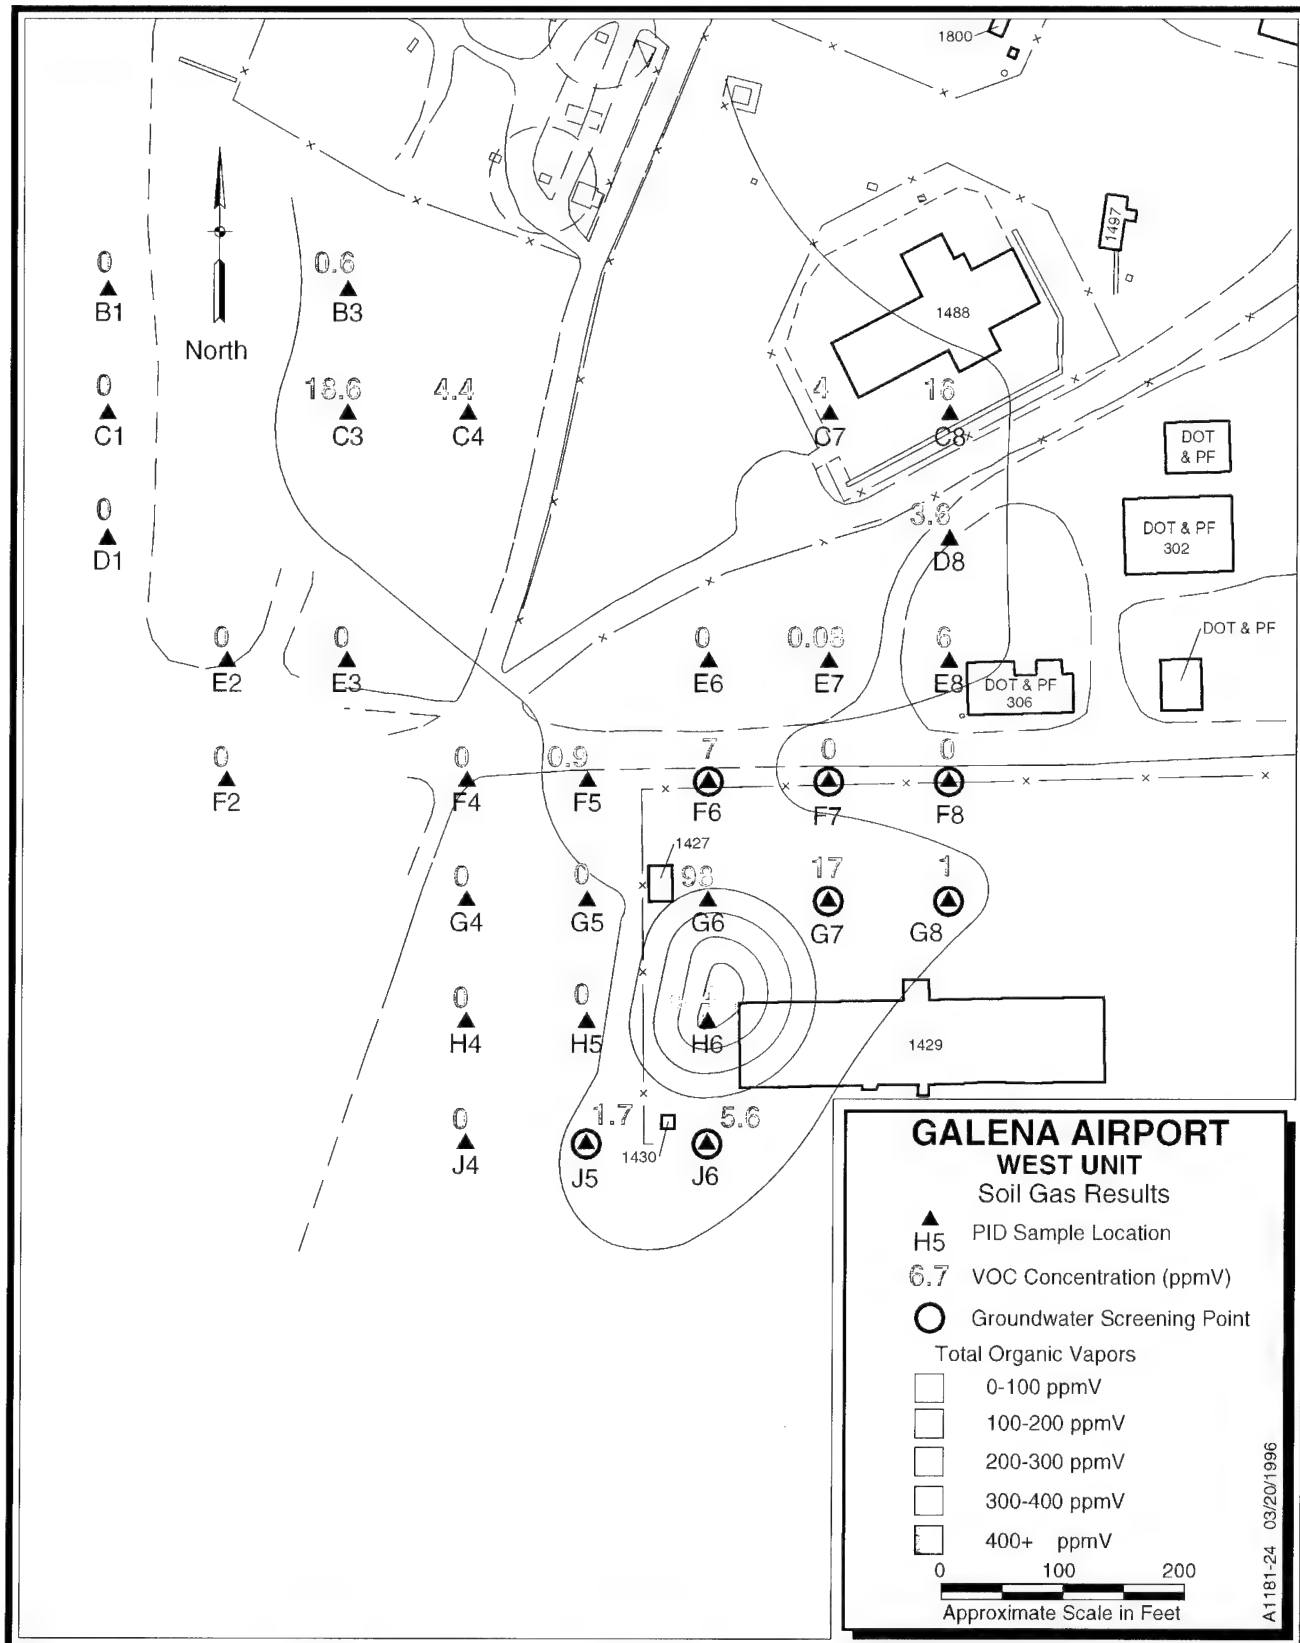 1800
1497
0
0.6
B1
B3
North
1488
0
18.6
4.4
4
16
C1
C3
C4
C7
C8
DOT
& PF
0
3.6
D1
D8
DOT & PF
302
0
0
0
0.03
6
DOT & PF
E2
E3
E6
E7
E8
DOT & PF
306
0
0
0.9
7
0
0
F2
F4
F5
F6
F7
F8
1427
0
0
98
17
1
G4
G5
G6
G7
G8
0
0
H4
H5
H6
1429
0
1.7
5.6
J4
J5
1430
J6
GALENA AIRPORT
WEST UNIT
Soil Gas Results
H5 PID Sample Location
6.7 VOC Concentration (ppmV)
Groundwater Screening Point
Total Organic Vapors
0-100 ppmV
100-200 ppmV
200-300 ppmV
300-400 ppmV
400+ ppmV
0 100 200
Approximate Scale in Feet
A1181-24 03/20/1996